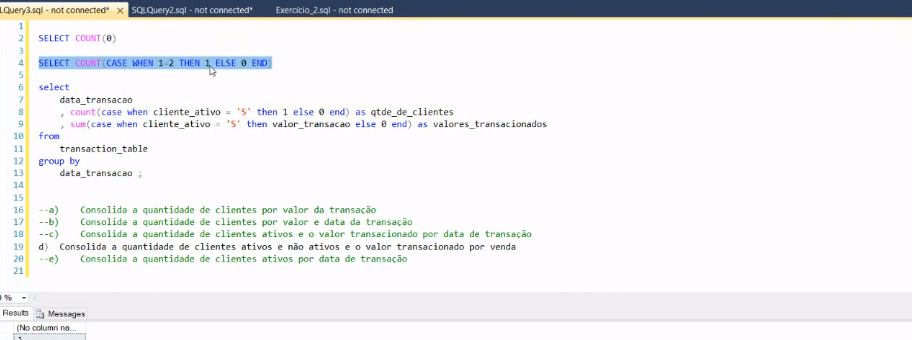 LQuery3.sql - not connected* × SQLQuery2.sql - not connected* Exercício_2.sql - not connected
1
2 SELECT COUNT(0)
3
4 SELECT COUNT(CASE WHEN 1=2 THEN 1 ELSE 0 END)
5
6 select
7 data_transacao
8 , count(case when cliente_ativo = 'S' then 1 else 0 end) as qtde_de_clientes
9 , sum(case when cliente_ativo = 'S' then valor_transacao else 0 end) as valores_transacionados
10 from
11 transaction_table
12 group by
13 data_transacao ;
14
15
16 --a) Consolida a quantidade de clientes por valor da transação
17 --b) Consolida a quantidade de clientes por valor e data da transação
18 --c) Consolida a quantidade de clientes ativos e o valor transacionado por data de transação
19 d) Consolida a quantidade de clientes ativos e não ativos e o valor transacionado por venda
20 --e) Consolida a quantidade de clientes ativos por data de transação
21
0 %
Results Messages
(No column na...
1